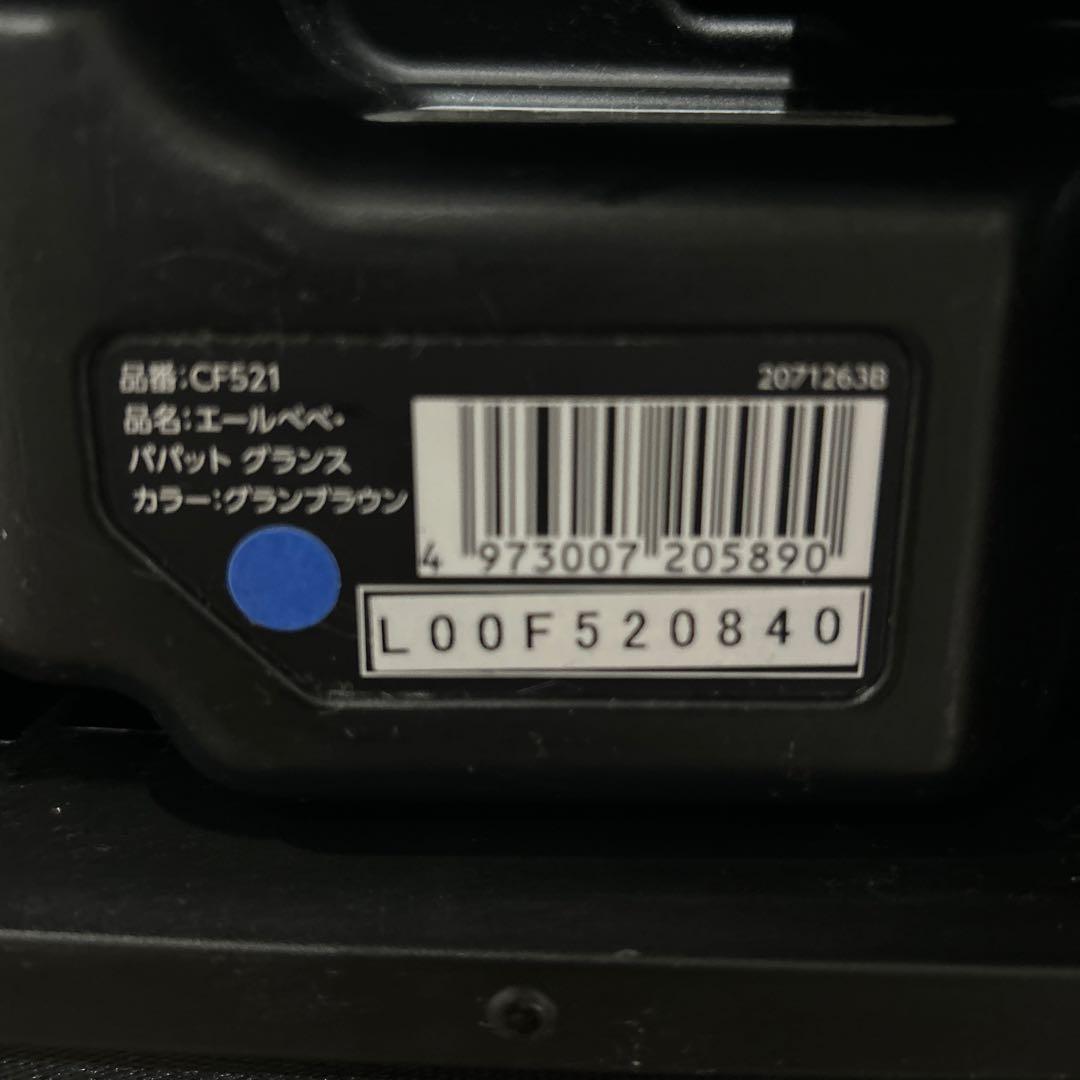 品番:CF521
2071263B
品名:エールベベ・
パパット グランス
カラー:グランブラウン
4 973007 205890
L00F520840